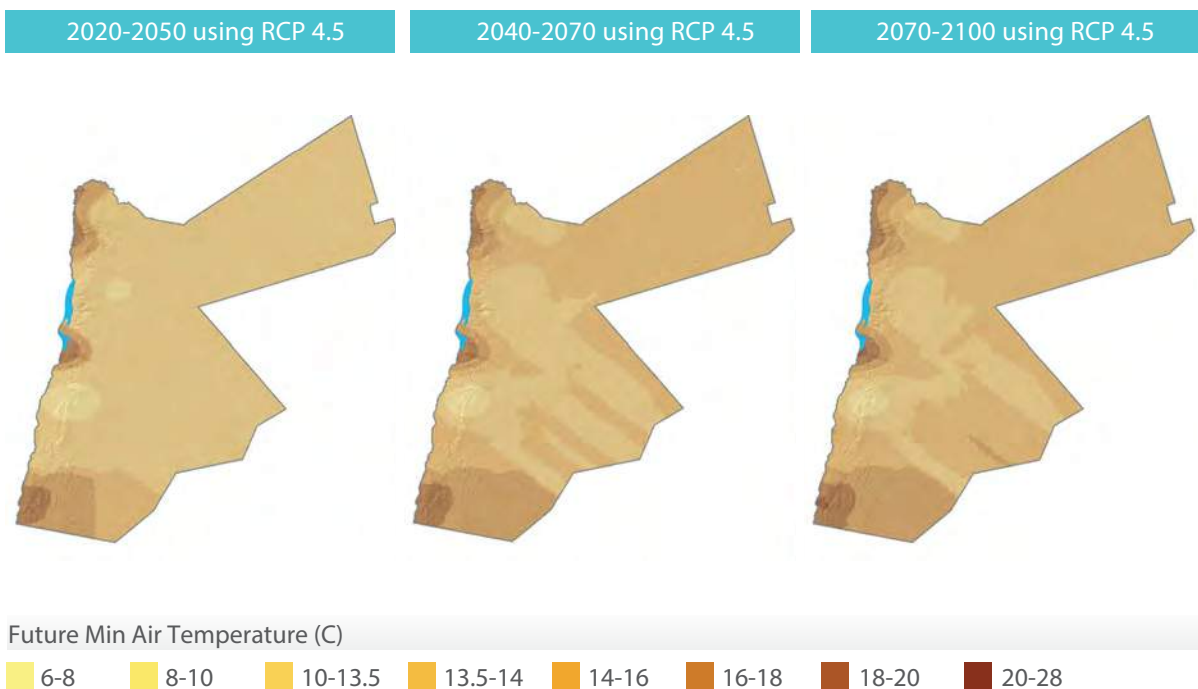 2020-2050 using RCP 4.5
2040-2070 using RCP 4.5
2070-2100 using RCP 4.5
Future Min Air Temperature (C)
6-8 8-10 10-13.5 13.5-14 14-16 16-18 18-20 20-28